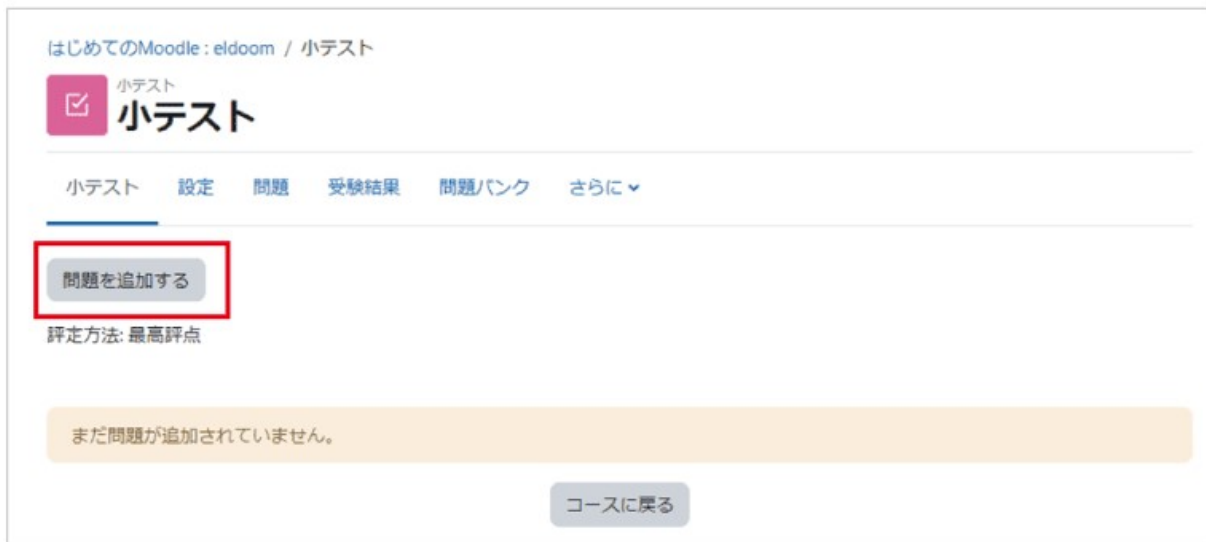 はじめてのMoodle : eldoom / 小テスト
小テスト
小テスト
小テスト 設定 問題 受験結果 問題バンク さらに
問題を追加する
評定方法: 最高評点
まだ問題が追加されていません。
コースに戻る